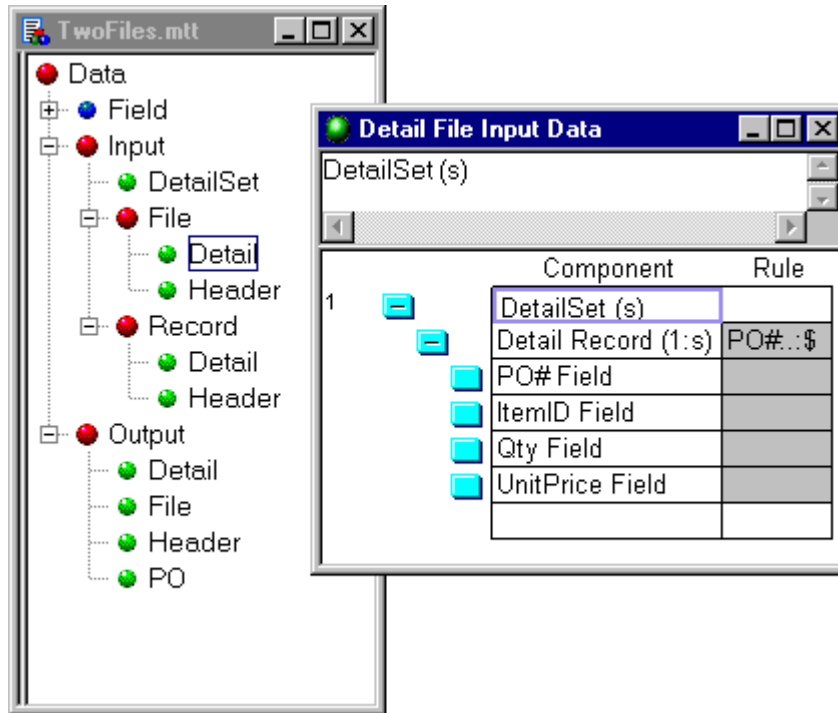 TwoFiles.mtt
Data
Field
Input
DetailSet
File
Detail
Header
Record
Detail
Header
Output
Detail
File
Header
PO
Detail File Input Data
DetailSet (s)
Component Rule
1 DetailSet (s)
Detail Record (1:s) PO#..:$
PO# Field
ItemID Field
Qty Field
UnitPrice Field